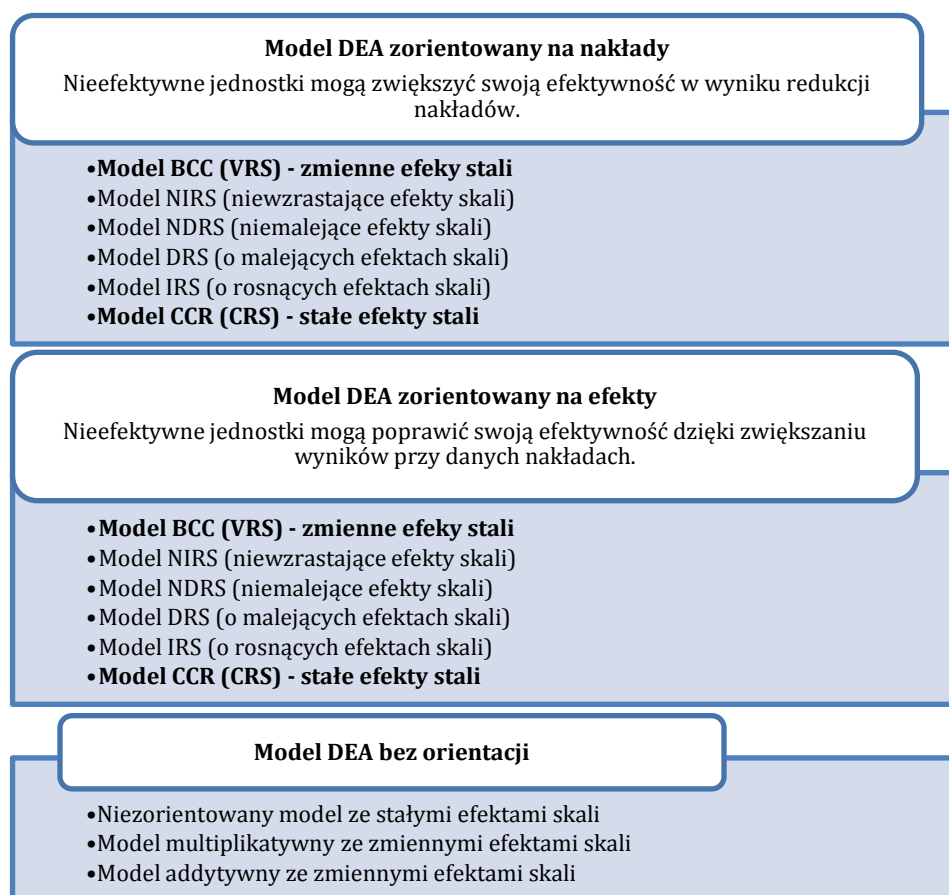 Model DEA zorientowany na nakłady
Nieefektywne jednostki mogą zwiększyć swoją efektywność w wyniku redukcji
nakładów.
•Model BCC (VRS) - zmienne efeky stali
•Model NIRS (niewzrastające efekty skali)
•Model NDRS (niemalejące efekty skali)
•Model DRS (o malejących efektach skali)
•Model IRS (o rosnących efektach skali)
•Model CCR (CRS) - stałe efekty stali
Model DEA zorientowany na efekty
Nieefektywne jednostki mogą poprawić swoją efektywność dzięki zwiększaniu
wyników przy danych nakładach.
•Model BCC (VRS) - zmienne efeky stali
•Model NIRS (niewzrastające efekty skali)
•Model NDRS (niemalejące efekty skali)
•Model DRS (o malejących efektach skali)
•Model IRS (o rosnących efektach skali)
•Model CCR (CRS) - stałe efekty stali
Model DEA bez orientacji
•Niezorientowany model ze stałymi efektami skali
•Model multiplikatywny ze zmiennymi efektami skali
•Model addytywny ze zmiennymi efektami skali